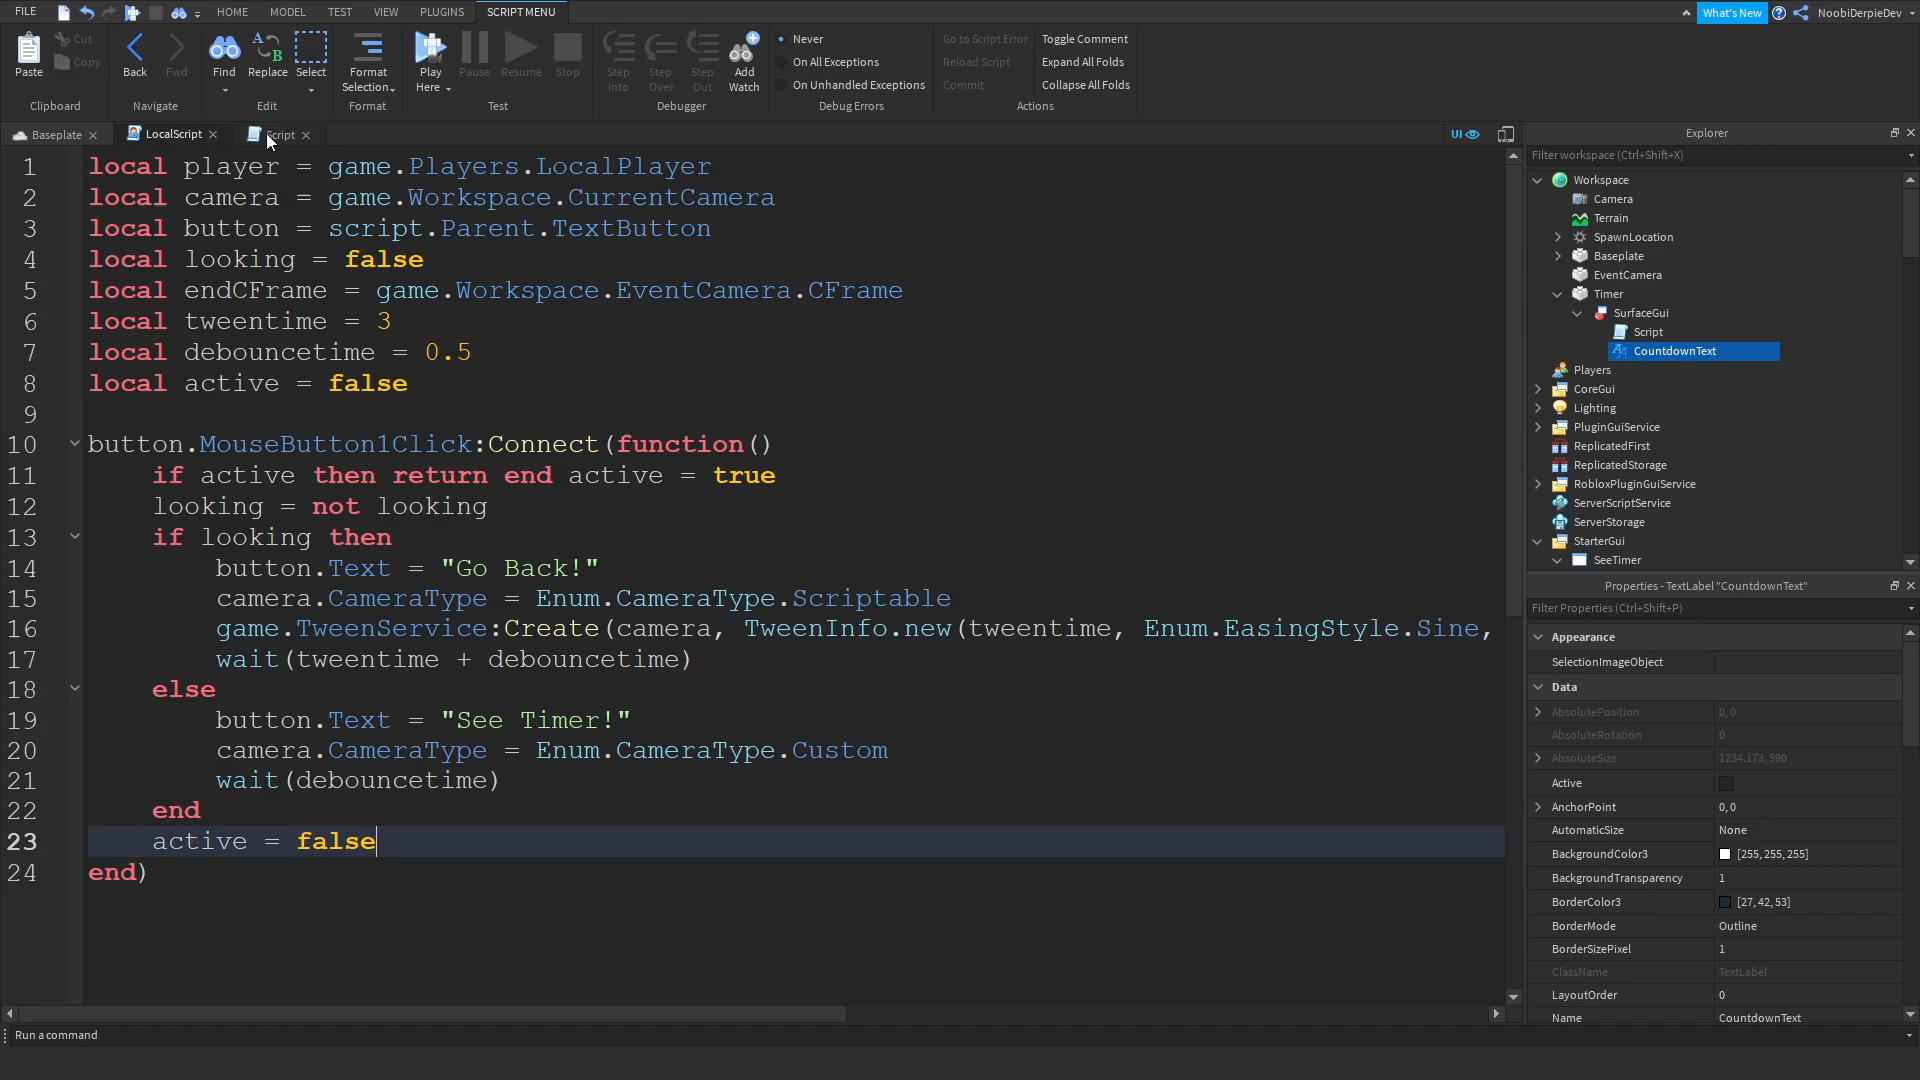 FILE HOME MODEL TEST VIEW PLUGINS SCRIPT MENU What's New NoobiDerpieDev
Paste Cut Copy Clipboard
Back Fwd Navigate
Find Replace Select Edit
Format Selection Format
Play Here Pause Resume Stop Test
Step Into Step Over Step Out Add Watch Debugger
Never
On All Exceptions
On Unhandled Exceptions
Debug Errors
Go to Script Error Toggle Comment
Reload Script Expand All Folds
Commit Collapse All Folds
Actions
Baseplate LocalScript Script UI
1 local player = game.Players.LocalPlayer
2 local camera = game.Workspace.CurrentCamera
3 local button = script.Parent.TextButton
4 local looking = false
5 local endCFrame = game.Workspace.EventCamera.CFrame
6 local tweentime = 3
7 local debouncetime = 0.5
8 local active = false
9
10 button.MouseButton1Click:Connect(function()
11 if active then return end active = true
12 looking = not looking
13 if looking then
14 button.Text = "Go Back!"
15 camera.CameraType = Enum.CameraType.Scriptable
16 game.TweenService:Create(camera, TweenInfo.new(tweentime, Enum.EasingStyle.Sine,
17 wait(tweentime + debouncetime)
18 else
19 button.Text = "See Timer!"
20 camera.CameraType = Enum.CameraType.Custom
21 wait(debouncetime)
22 end
23 active = false
24 end)
Run a command
Explorer
Filter workspace (Ctrl+Shift+X)
Workspace
Camera
Terrain
SpawnLocation
Baseplate
EventCamera
Timer
SurfaceGui
Script
CountdownText
Players
CoreGui
Lighting
PluginGuiService
ReplicatedFirst
ReplicatedStorage
RobloxPluginGuiService
ServerScriptService
ServerStorage
StarterGui
SeeTimer
Properties - TextLabel "CountdownText"
Filter Properties (Ctrl+Shift+P)
Appearance
SelectionImageObject
Data
AbsolutePosition 0, 0
AbsoluteRotation 0
AbsoluteSize 1234.173, 590
Active
AnchorPoint 0, 0
AutomaticSize None
BackgroundColor3 [255, 255, 255]
BackgroundTransparency 1
BorderColor3 [27, 42, 53]
BorderMode Outline
BorderSizePixel 1
ClassName TextLabel
LayoutOrder 0
Name CountdownText